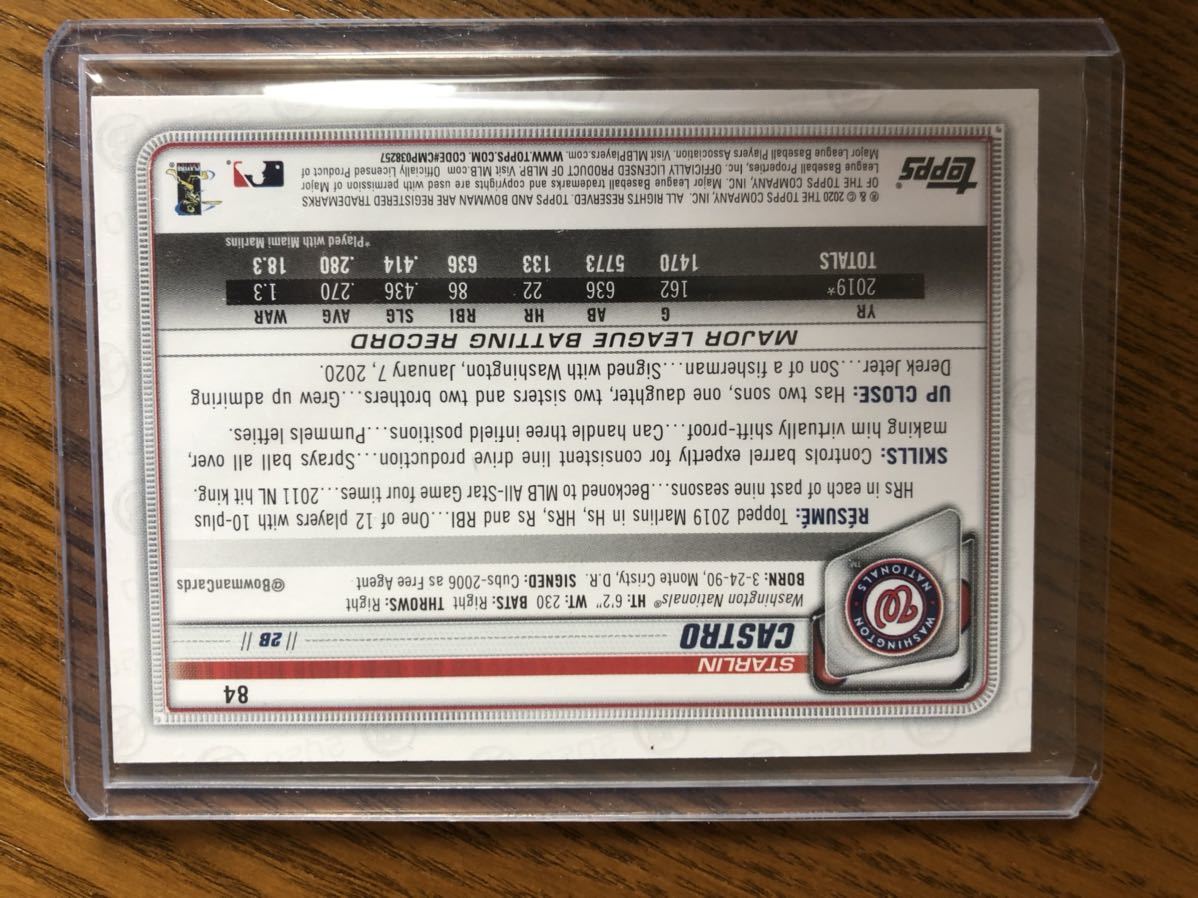 84
STARLIN
CASTRO
// 2B //
WASHINGTON NATIONALS
W
TM
Washington Nationals® HT: 6'2" WT: 230 BATS: Right THROWS: Right
BORN: 3-24-90, Monte Cristy, D.R. SIGNED: Cubs-2006 as Free Agent
@BowmanCards
RÉSUMÉ: Topped 2019 Marlins in Hs, HRs, Rs and RBI...One of 12 players with 10-plus
HRs in each of past nine seasons...Beckoned to MLB All-Star Game four times...2011 NL hit king.
SKILLS: Controls barrel expertly for consistent line drive production...Sprays ball all over,
making him virtually shift-proof...Can handle three infield positions...Pummels lefties.
UP CLOSE: Has two sons, one daughter, two sisters and two brothers...Grew up admiring
Derek Jeter...Son of a fisherman...Signed with Washington, January 7, 2020.
MAJOR LEAGUE BATTING RECORD
YR G AB HR RBI SLG AVG WAR
2019* 162 636 22 86 .436 .270 1.3
TOTALS 1470 5773 133 636 .414 .280 18.3
*Played with Miami Marlins
topps
® & © 2020 THE TOPPS COMPANY, INC. ALL RIGHTS RESERVED. TOPPS AND BOWMAN ARE REGISTERED TRADEMARKS
OF THE TOPPS COMPANY, INC. Major League Baseball trademarks and copyrights are used with permission of Major
League Baseball Properties, Inc. OFFICIALLY LICENSED PRODUCT OF MLBP Visit MLB.com. Officially Licensed Product of
Major League Baseball Players Association. Visit MLBPlayers.com. WWW.TOPPS.COM. CODE#CMP038257